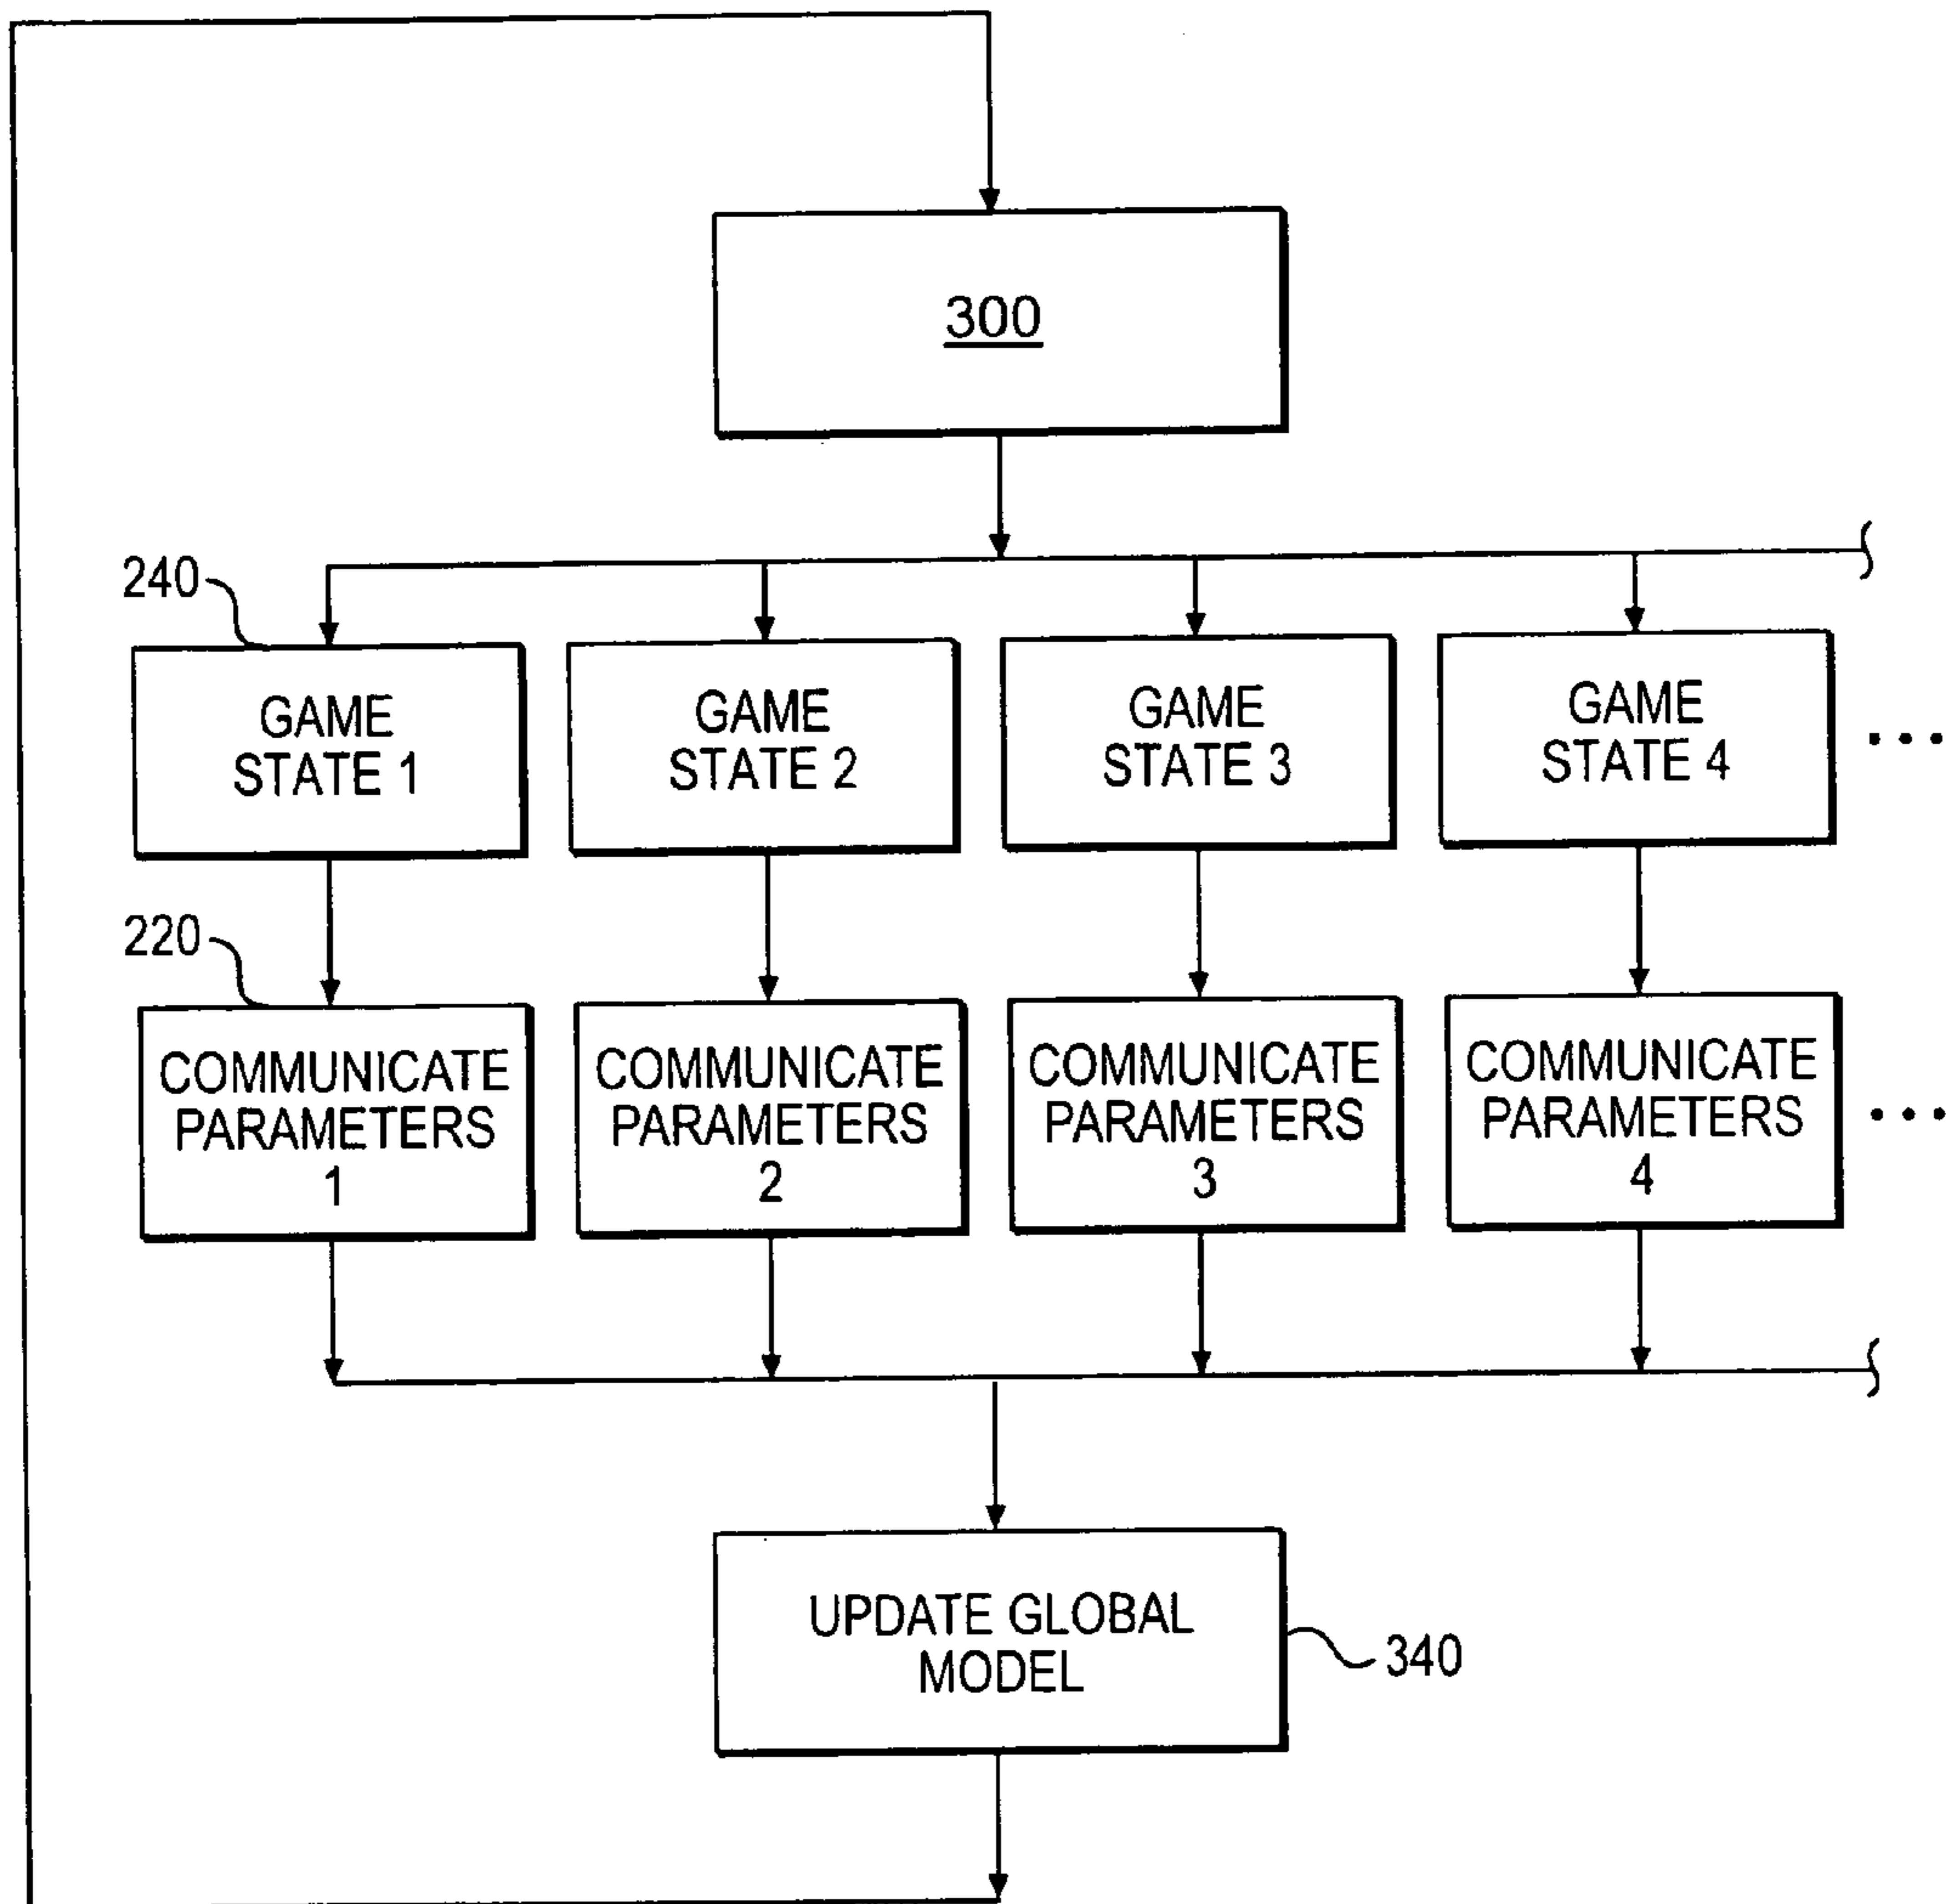 300
240
GAME
STATE 1
GAME
STATE 2
GAME
STATE 3
GAME
STATE 4
...
220
COMMUNICATE
PARAMETERS
1
COMMUNICATE
PARAMETERS
2
COMMUNICATE
PARAMETERS
3
COMMUNICATE
PARAMETERS
4
...
UPDATE GLOBAL
MODEL
340